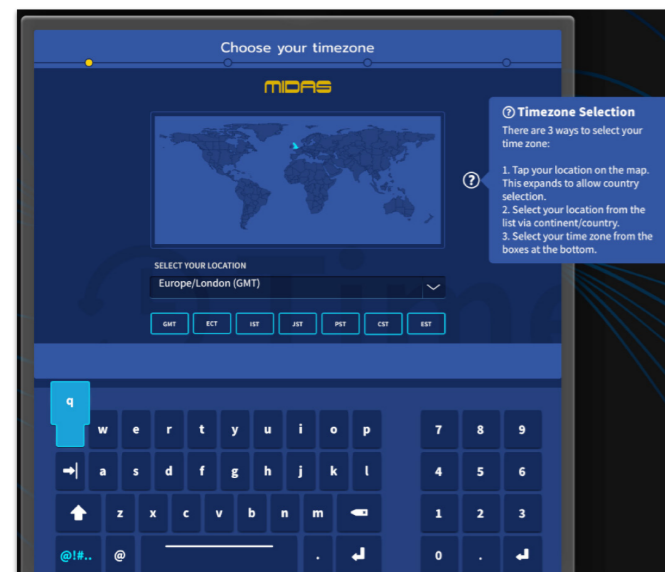 Choose your timezone
MIDAS
Timezone Selection
There are 3 ways to select your
time zone:
1. Tap your location on the map.
This expands to allow country
selection.
2. Select your location from the
list via continent/country.
3. Select your time zone from the
boxes at the bottom.
SELECT YOUR LOCATION
Europe/London (GMT)
GMT ECT IST JST PST CST EST
q
w e r t y u i o p 7 8 9
a s d f g h j k l 4 5 6
z x c v b n m 1 2 3
@!#.. @ . 0 .